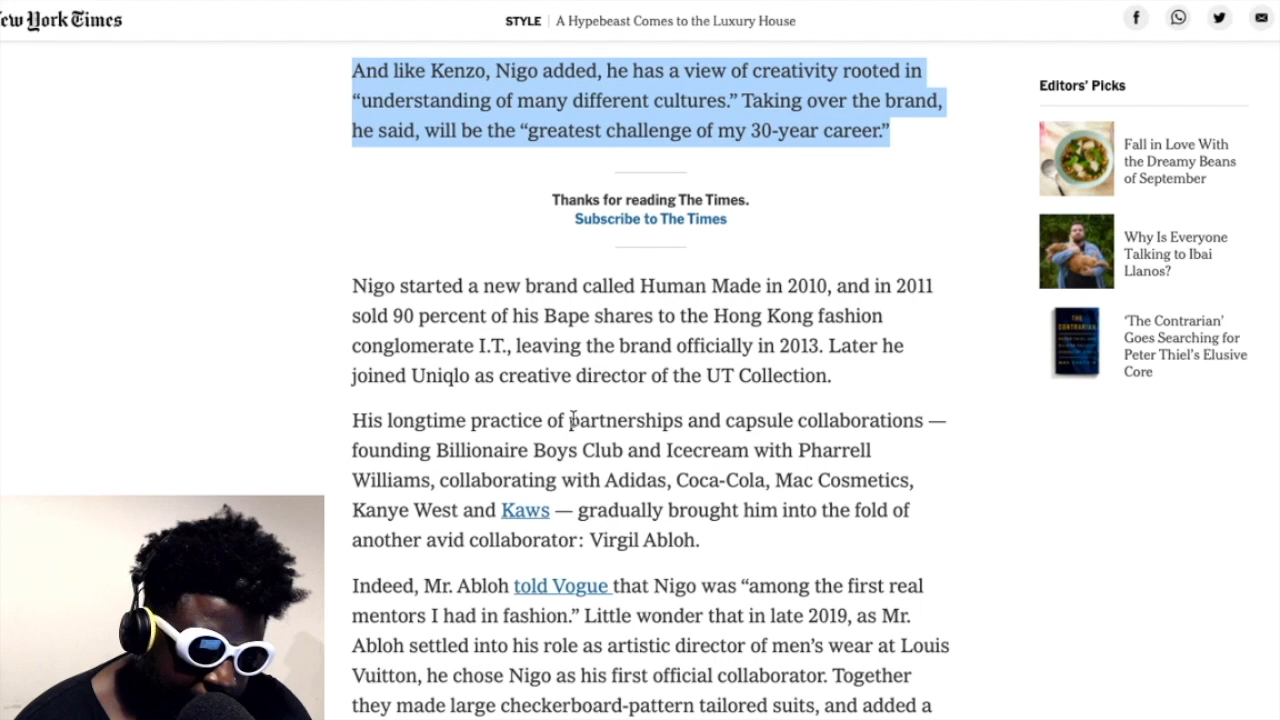 New York Times
STYLE | A Hypebeast Comes to the Luxury House
And like Kenzo, Nigo added, he has a view of creativity rooted in
“understanding of many different cultures.” Taking over the brand,
he said, will be the “greatest challenge of my 30-year career.”
Thanks for reading The Times.
Subscribe to The Times
Nigo started a new brand called Human Made in 2010, and in 2011
sold 90 percent of his Bape shares to the Hong Kong fashion
conglomerate I.T., leaving the brand officially in 2013. Later he
joined Uniqlo as creative director of the UT Collection.
His longtime practice of partnerships and capsule collaborations —
founding Billionaire Boys Club and Icecream with Pharrell
Williams, collaborating with Adidas, Coca-Cola, Mac Cosmetics,
Kanye West and Kaws — gradually brought him into the fold of
another avid collaborator: Virgil Abloh.
Indeed, Mr. Abloh told Vogue that Nigo was “among the first real
mentors I had in fashion.” Little wonder that in late 2019, as Mr.
Abloh settled into his role as artistic director of men’s wear at Louis
Vuitton, he chose Nigo as his first official collaborator. Together
they made large checkerboard-pattern tailored suits, and added a
Editors’ Picks
Fall in Love With
the Dreamy Beans
of September
Why Is Everyone
Talking to Ibai
Llanos?
THE
CONTRARIAN
‘The Contrarian’
Goes Searching for
Peter Thiel’s Elusive
Core